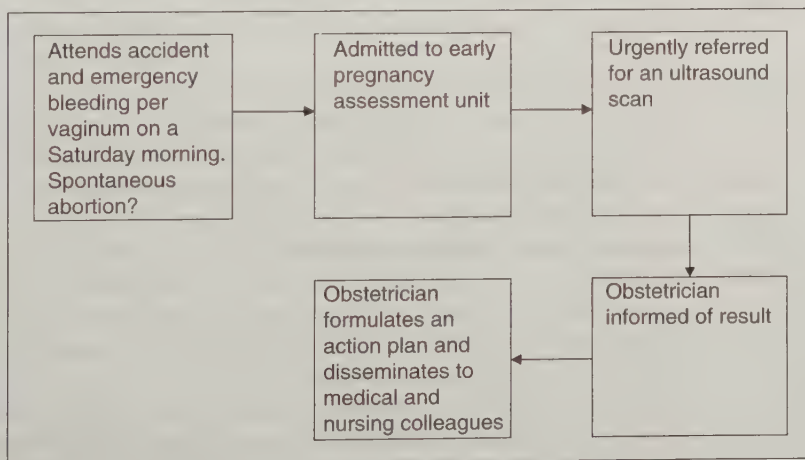 Attends accident
and emergency
bleeding per
vaginum on a
Saturday morning.
Spontaneous
abortion?
Admitted to early
pregnancy
assessment unit
Urgently referred
for an ultrasound
scan
Obstetrician
informed of result
Obstetrician
formulates an
action plan and
disseminates to
medical and
nursing colleagues